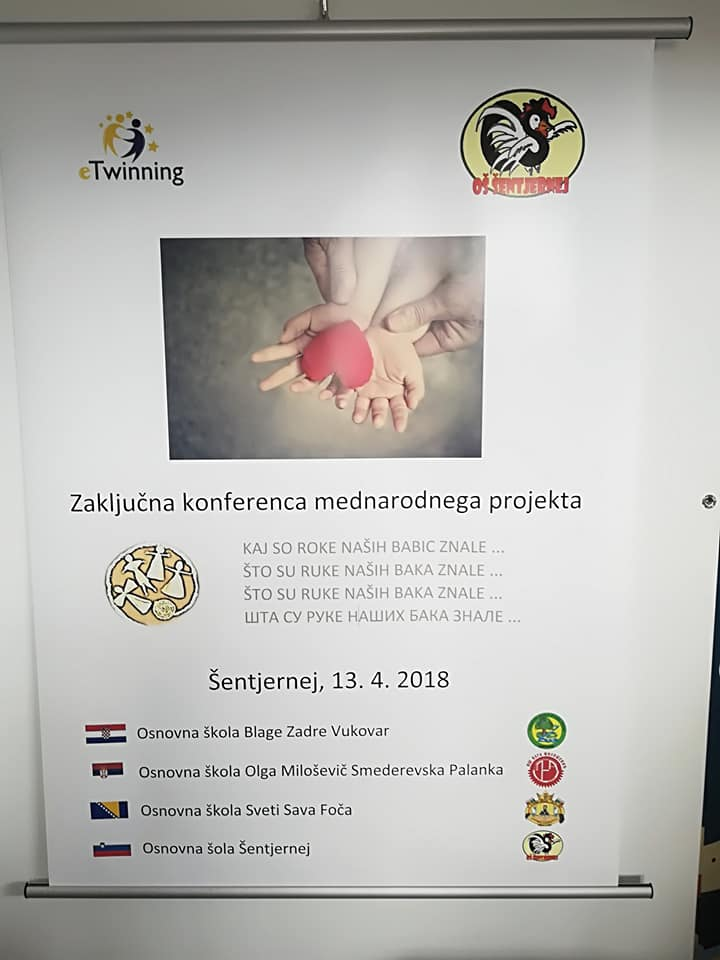 eTwinning
OŠ ŠENTJERNEJ
Zaključna konferenca mednarodnega projekta
KAJ SO ROKE NAŠIH BABIC ZNALE ...
ŠTO SU RUKE NAŠIH BAKA ZNALE ...
ŠTO SU RUKE NAŠIH BAKA ZNALE ...
ШТА СУ РУКЕ НАШИХ БАКА ЗНАЛЕ ...
Šentjernej, 13. 4. 2018
Osnovna škola Blage Zadre Vukovar
Osnovna škola Olga Miloševič Smederevska Palanka
Osnovna škola Sveti Sava Foča
Osnovna šola Šentjernej
OŠ ŠENTJERNEJ